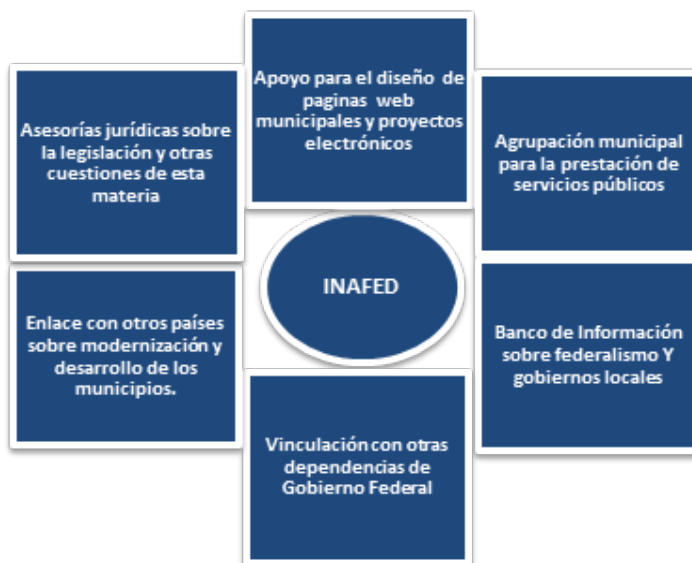 Apoyo para el diseño de
paginas web
municipales y proyectos
electrónicos
Asesorías jurídicas sobre
la legislación y otras
cuestiones de esta
materia
Agrupación municipal
para la prestación de
servicios públicos
INAFED
Enlace con otros países
sobre modernización y
desarrollo de los
municipios.
Banco de Información
sobre federalismo Y
gobiernos locales
Vinculación con otras
dependencias de
Gobierno Federal